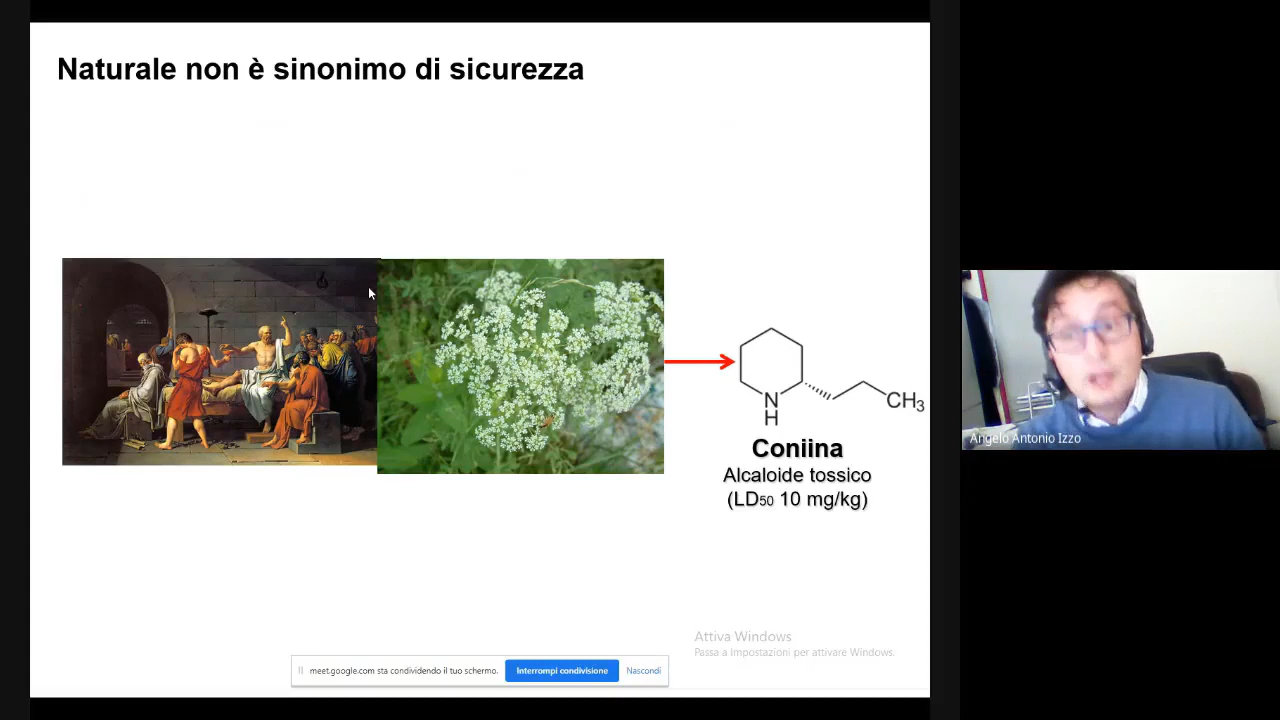 Naturale non è sinonimo di sicurezza
N
H
CH3
Coniina
Alcaloide tossico
(LD50 10 mg/kg)
Angelo Antonio Izzo
Attiva Windows
Passa a Impostazioni per attivare Windows.
meet.google.com sta condividendo il tuo schermo. Interrompi condivisione Nascondi